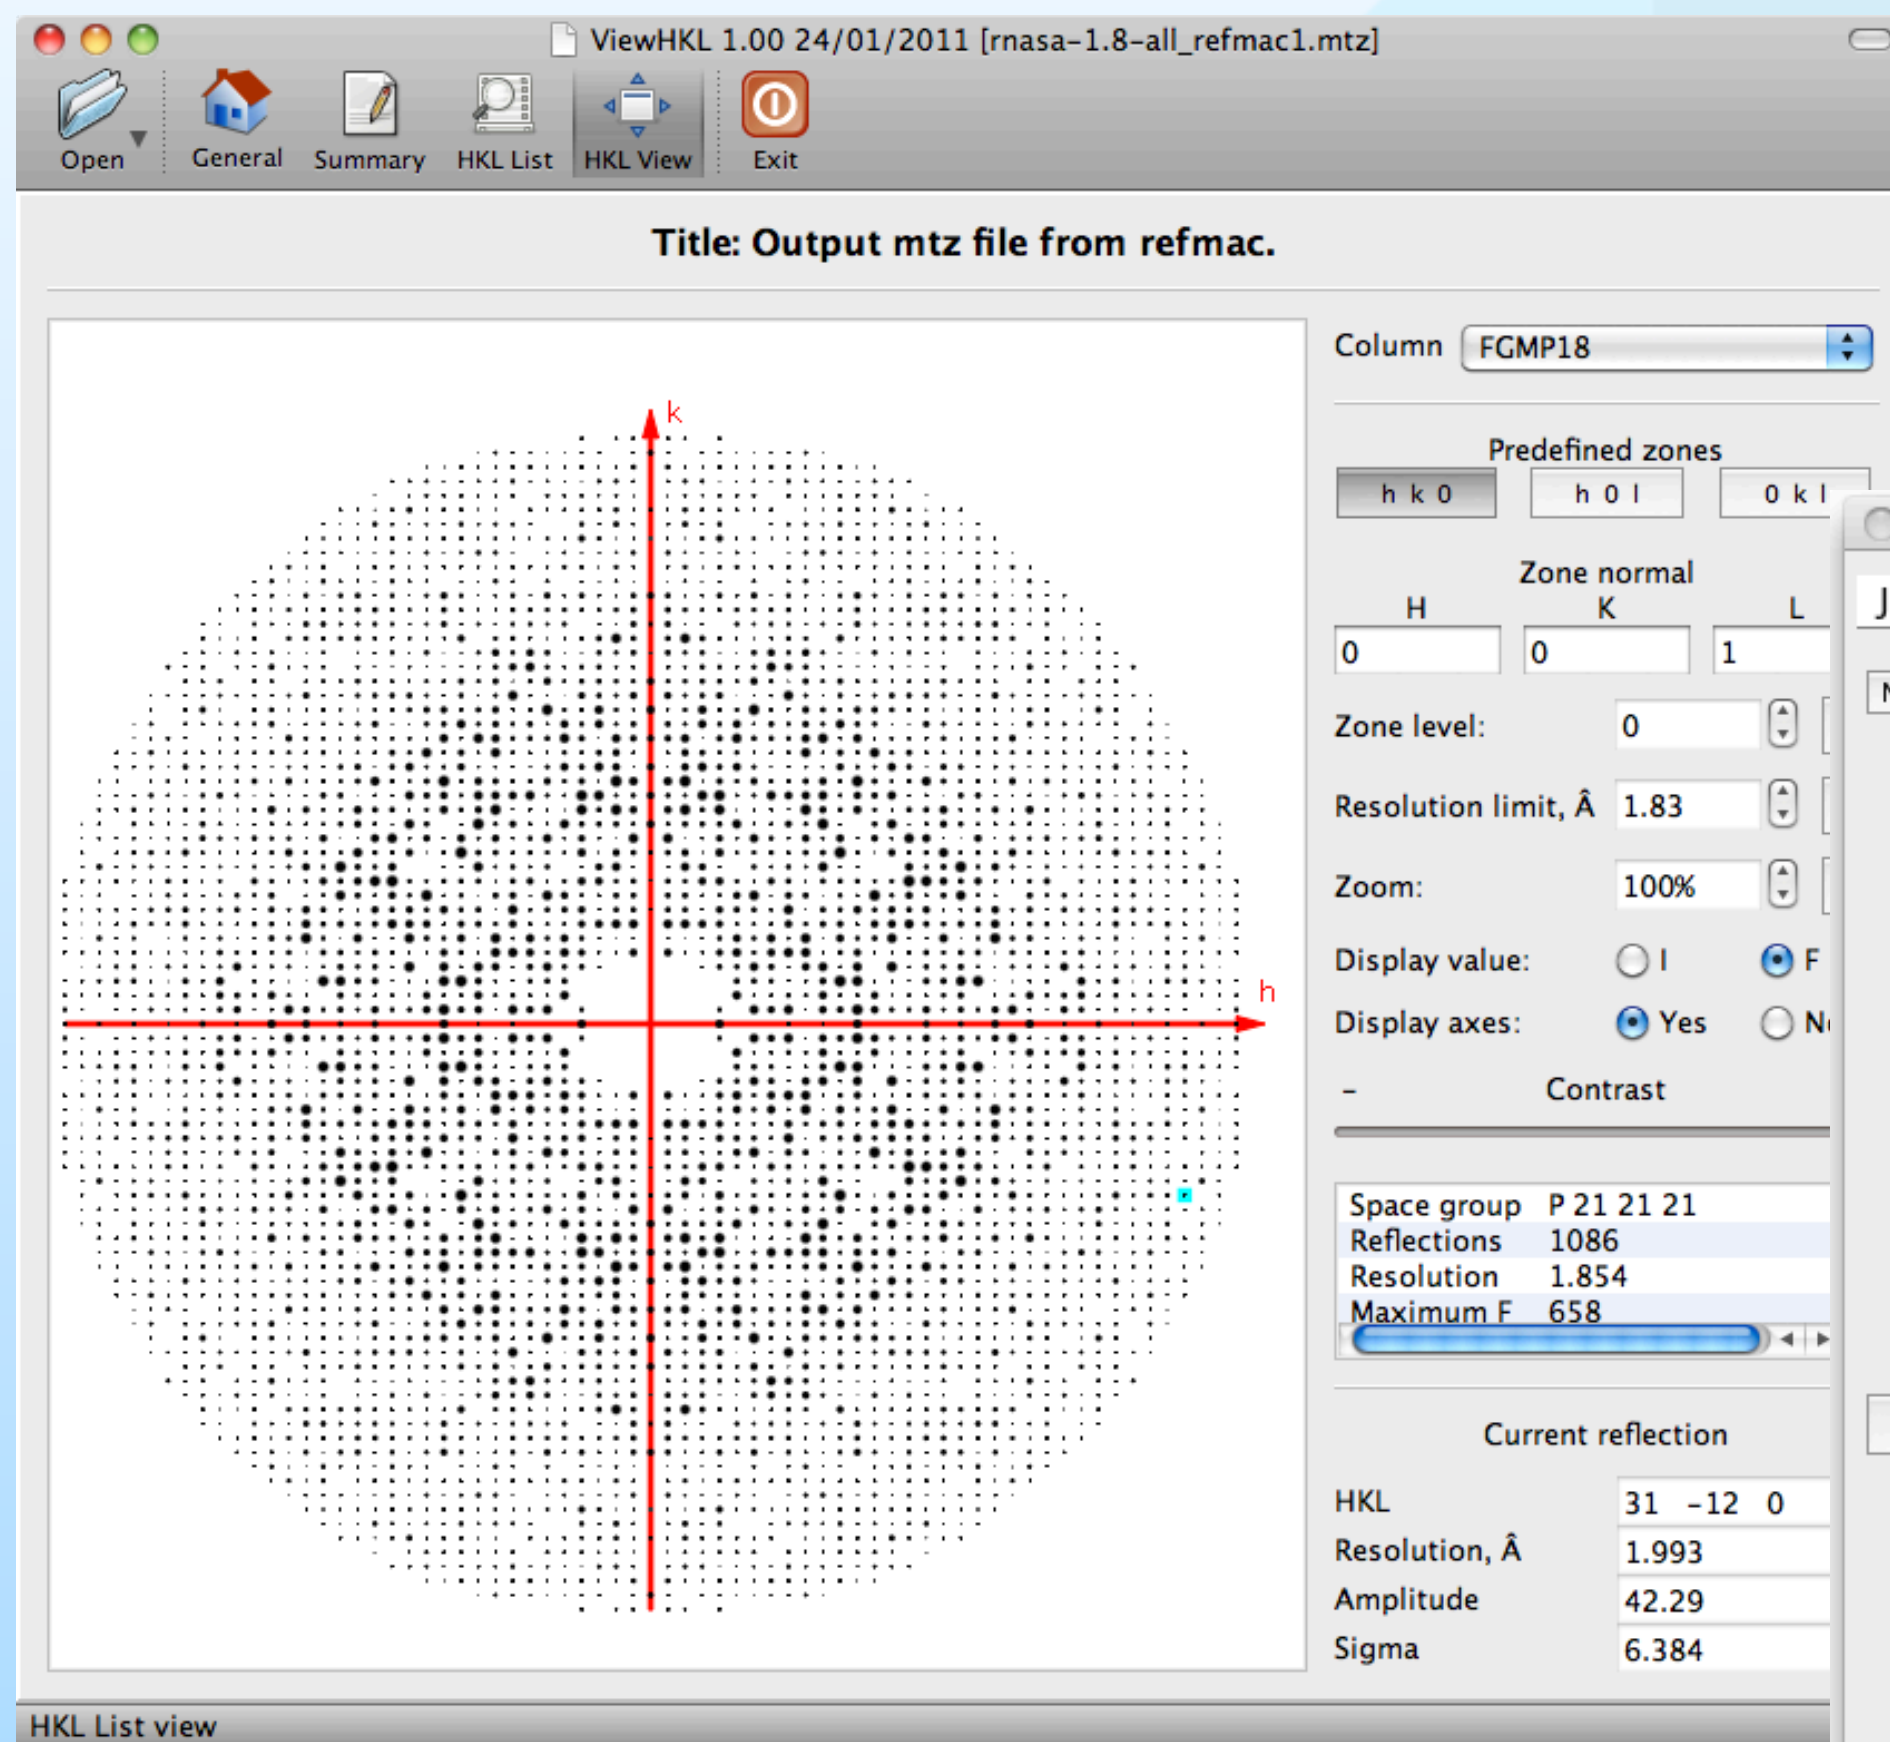 ViewHKL 1.00 24/01/2011 [rnasa-1.8-all_refmac1.mtz]
Open General Summary HKL List HKL View Exit
Title: Output mtz file from refmac.
Column FGMP18
Predefined zones
h k 0 h 0 l 0 k l
Zone normal
H K L
0 0 1
Zone level: 0
Resolution limit, Â 1.83
Zoom: 100%
Display value: I F
Display axes: Yes
- Contrast
Space group P 21 21 21
Reflections 1086
Resolution 1.854
Maximum F 658
Current reflection
HKL 31 -12 0
Resolution, Â 1.993
Amplitude 42.29
Sigma 6.384
k
h
HKL List view